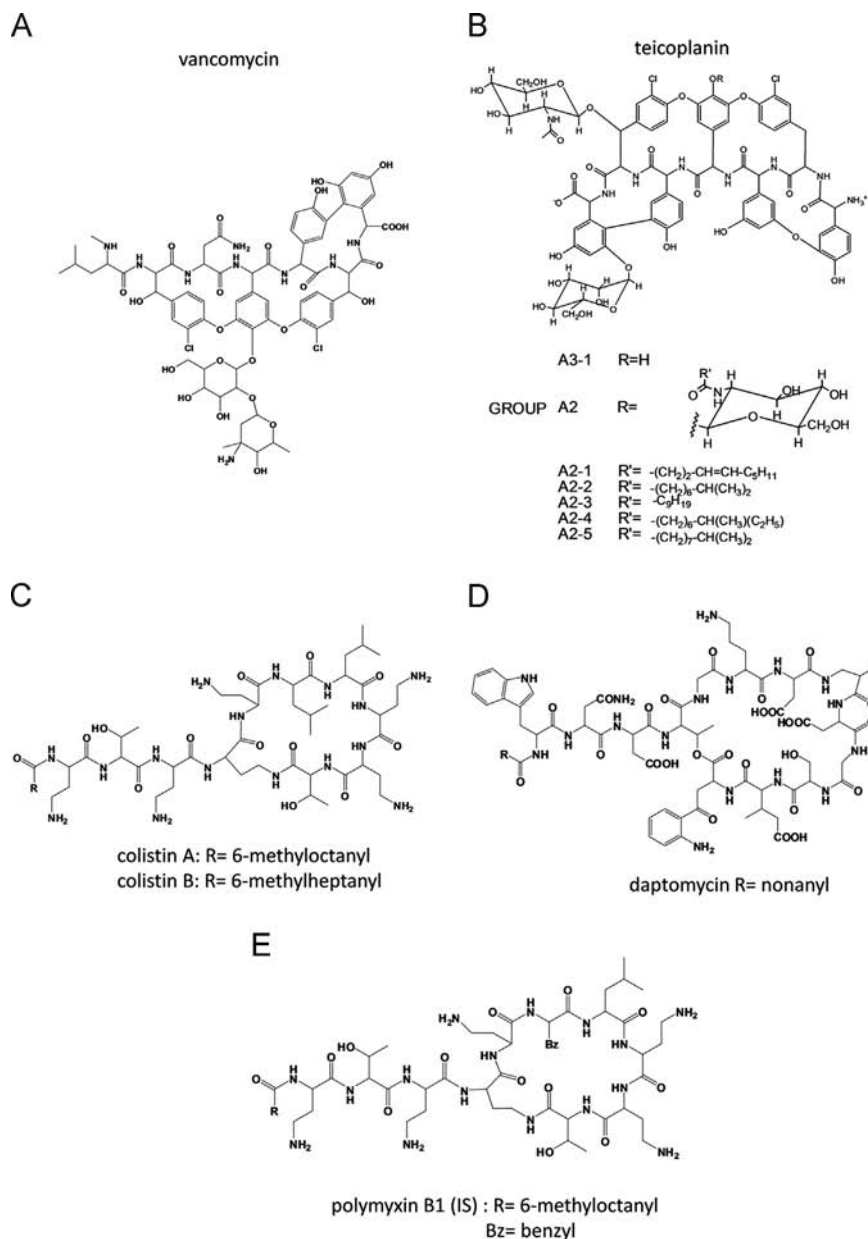 A
vancomycin
B
teicoplanin
GROUP
A3-1 R=H
A2 R=
A2-1 R'= -(CH2)2-CH=CH-C5H11
A2-2 R'= -(CH2)6-CH(CH3)2
A2-3 R'= -C9H19
A2-4 R'= -(CH2)6-CH(CH3)(C2H5)
A2-5 R'= -(CH2)7-CH(CH3)2
C
colistin A: R= 6-methyloctanyl
colistin B: R= 6-methylheptanyl
D
daptomycin R= nonanyl
E
polymyxin B1 (IS) : R= 6-methyloctanyl
Bz= benzyl